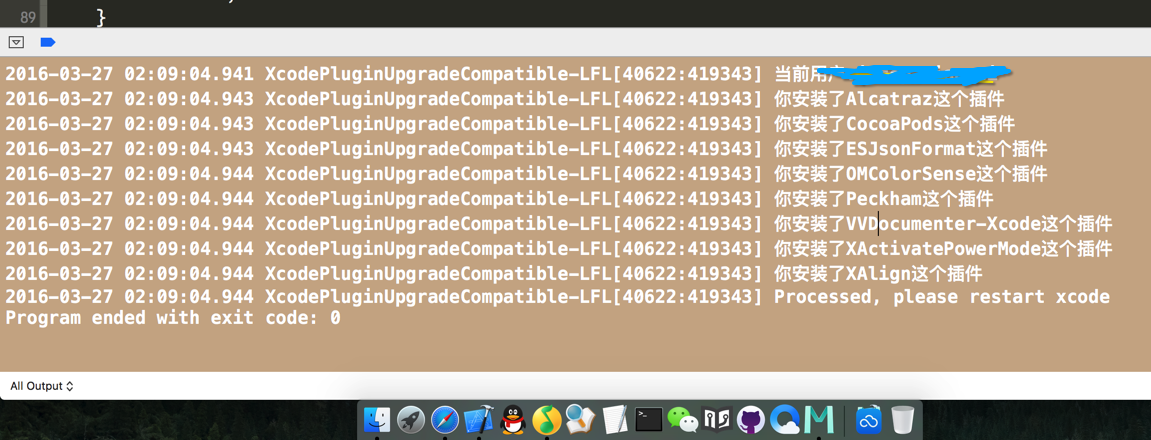 89 }
2016-03-27 02:09:04.941 XcodePluginUpgradeCompatible-LFL[40622:419343] 当前用户
2016-03-27 02:09:04.943 XcodePluginUpgradeCompatible-LFL[40622:419343] 你安装了Alcatraz这个插件
2016-03-27 02:09:04.943 XcodePluginUpgradeCompatible-LFL[40622:419343] 你安装了CocoaPods这个插件
2016-03-27 02:09:04.943 XcodePluginUpgradeCompatible-LFL[40622:419343] 你安装了ESJsonFormat这个插件
2016-03-27 02:09:04.944 XcodePluginUpgradeCompatible-LFL[40622:419343] 你安装了OMColorSense这个插件
2016-03-27 02:09:04.944 XcodePluginUpgradeCompatible-LFL[40622:419343] 你安装了Peckham这个插件
2016-03-27 02:09:04.944 XcodePluginUpgradeCompatible-LFL[40622:419343] 你安装了VVDocumenter-Xcode这个插件
2016-03-27 02:09:04.944 XcodePluginUpgradeCompatible-LFL[40622:419343] 你安装了XActivatePowerMode这个插件
2016-03-27 02:09:04.944 XcodePluginUpgradeCompatible-LFL[40622:419343] 你安装了XAlign这个插件
2016-03-27 02:09:04.944 XcodePluginUpgradeCompatible-LFL[40622:419343] Processed, please restart xcode
Program ended with exit code: 0
All Output